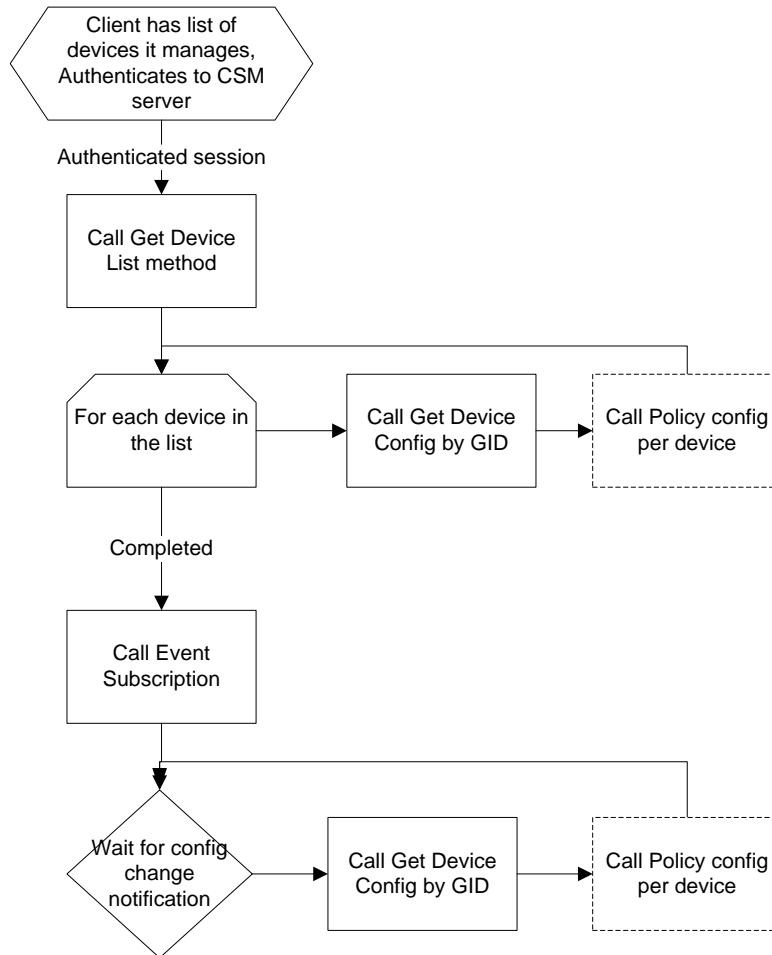 Client has list of
devices it manages,
Authenticates to CSM
server
Authenticated session
Call Get Device
List method
For each device in
the list
Call Get Device
Config by GID
Call Policy config
per device
Completed
Call Event
Subscription
Wait for config
change
notification
Call Get Device
Config by GID
Call Policy config
per device